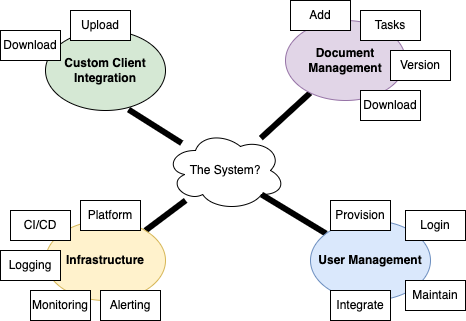 Upload
Download
Custom Client
Integration
Add
Tasks
Document
Management
Version
Download
The System?
Platform
CI/CD
Logging
Infrastructure
Monitoring
Alerting
Provision
Login
User Management
Integrate
Maintain